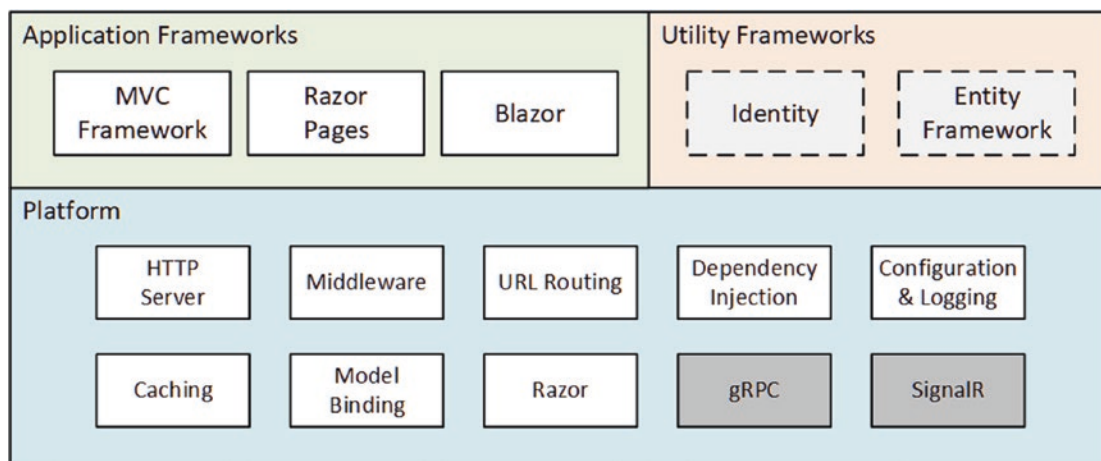 Application Frameworks
Utility Frameworks
MVC
Framework
Razor
Pages
Blazor
Identity
Entity
Framework
Platform
HTTP
Server
Middleware
URL Routing
Dependency
Injection
Configuration
& Logging
Caching
Model
Binding
Razor
gRPC
SignalR